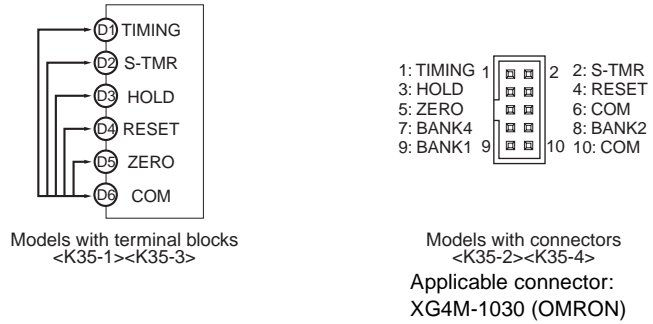 D1 TIMING
D2 S-TMR
D3 HOLD
D4 RESET
D5 ZERO
D6 COM
Models with terminal blocks
<K35-1><K35-3>
1: TIMING 1 2 2: S-TMR
3: HOLD 4: RESET
5: ZERO 6: COM
7: BANK4 8: BANK2
9: BANK1 9 10 10: COM
Models with connectors
<K35-2><K35-4>
Applicable connector:
XG4M-1030 (OMRON)